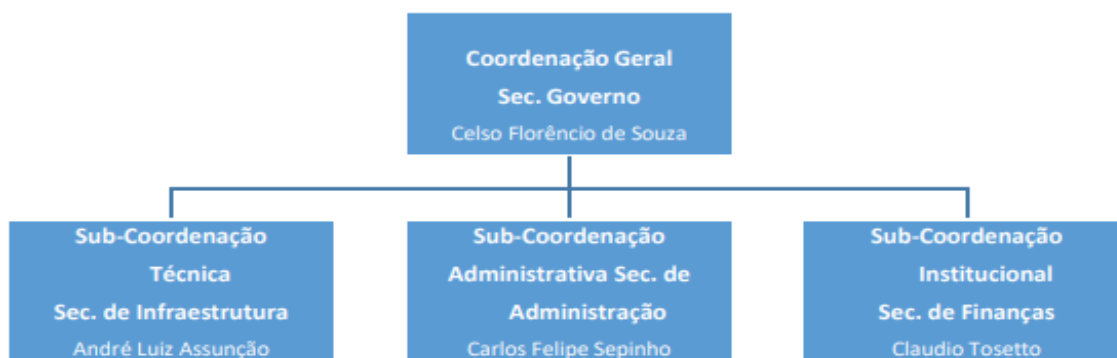 Coordenação Geral
Sec. Governo
Celso Florêncio de Souza
Sub-Coordenação
Técnica
Sec. de Infraestrutura
André Luiz Assunção
Sub-Coordenação
Administrativa Sec. de
Administração
Carlos Felipe Sepinho
Sub-Coordenação
Institucional
Sec. de Finanças
Claudio Tosetto